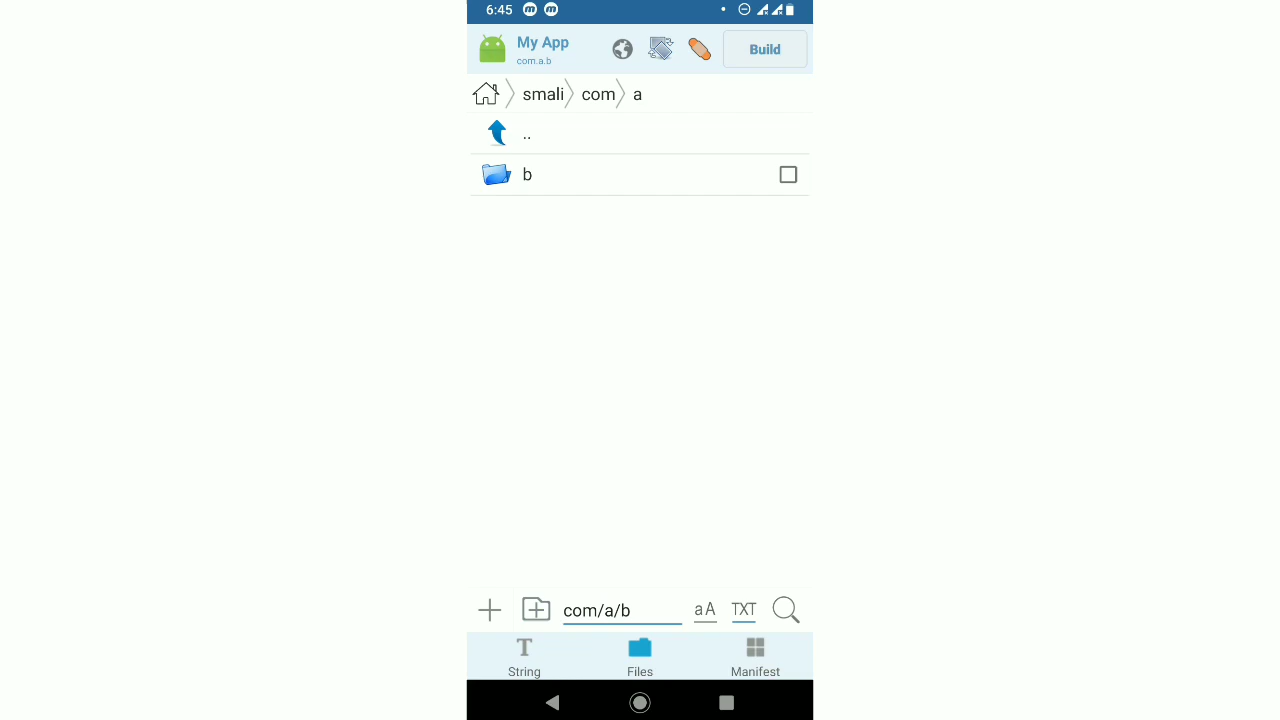 6:45
My App
com.a.b
Build
smali com a
..
b
com/a/b aA TXT
T
String Files Manifest